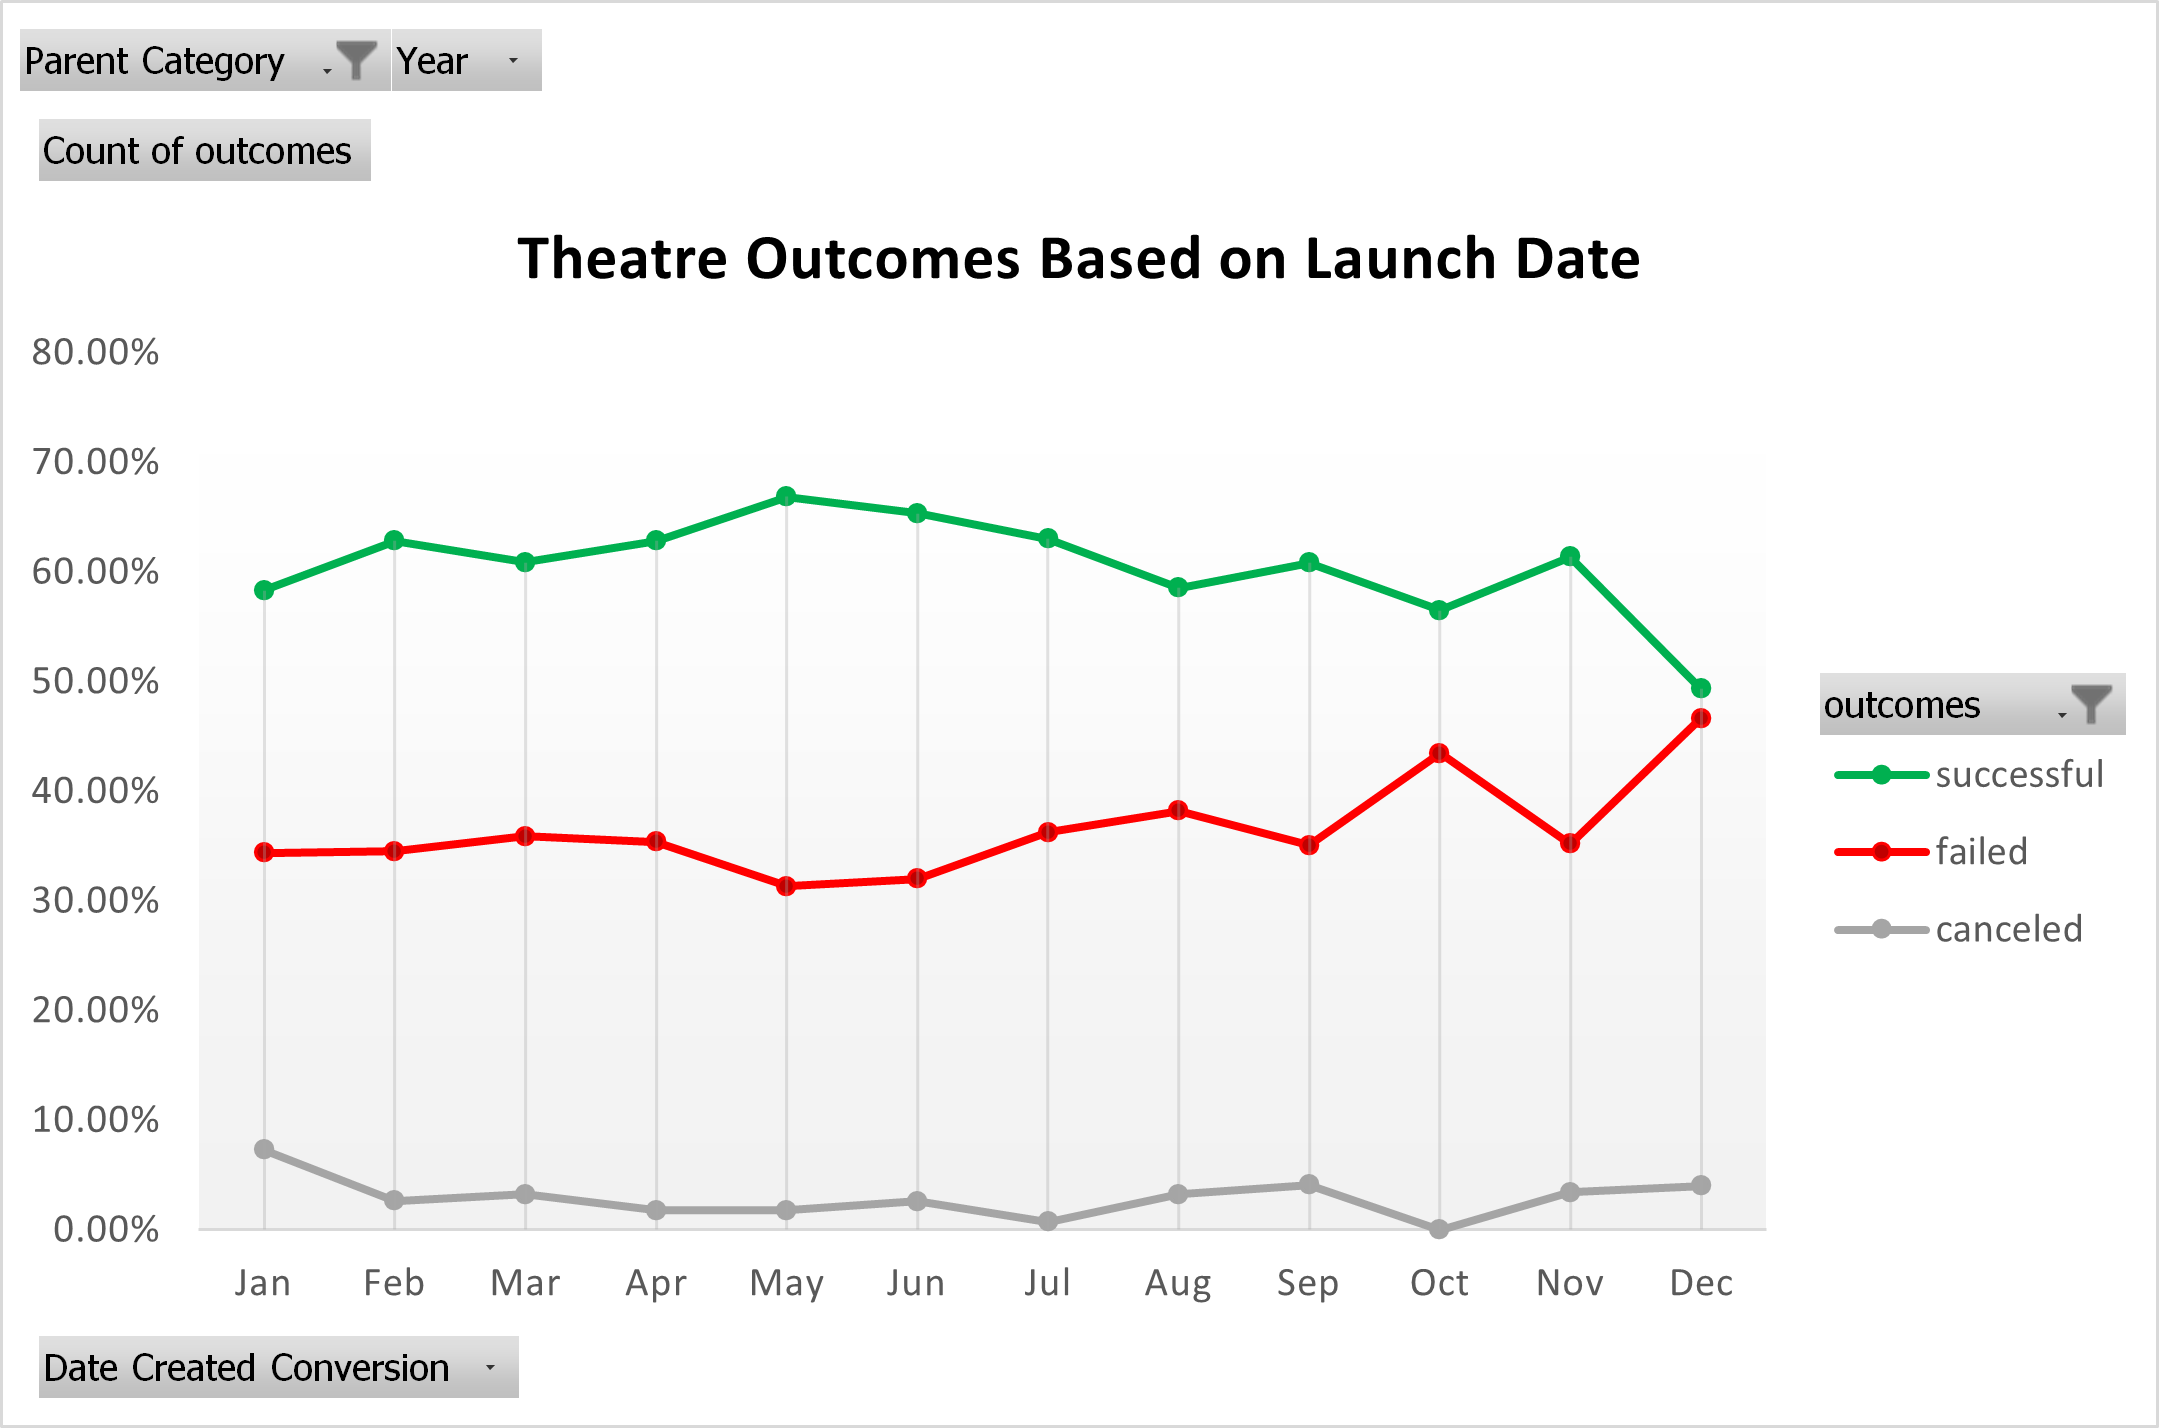 Parent Category Year
Count of outcomes
Theatre Outcomes Based on Launch Date
80.00%
70.00%
60.00%
50.00%
40.00%
30.00%
20.00%
10.00%
0.00%
Jan Feb Mar Apr May Jun Jul Aug Sep Oct Nov Dec
outcomes
successful
failed
canceled
Date Created Conversion